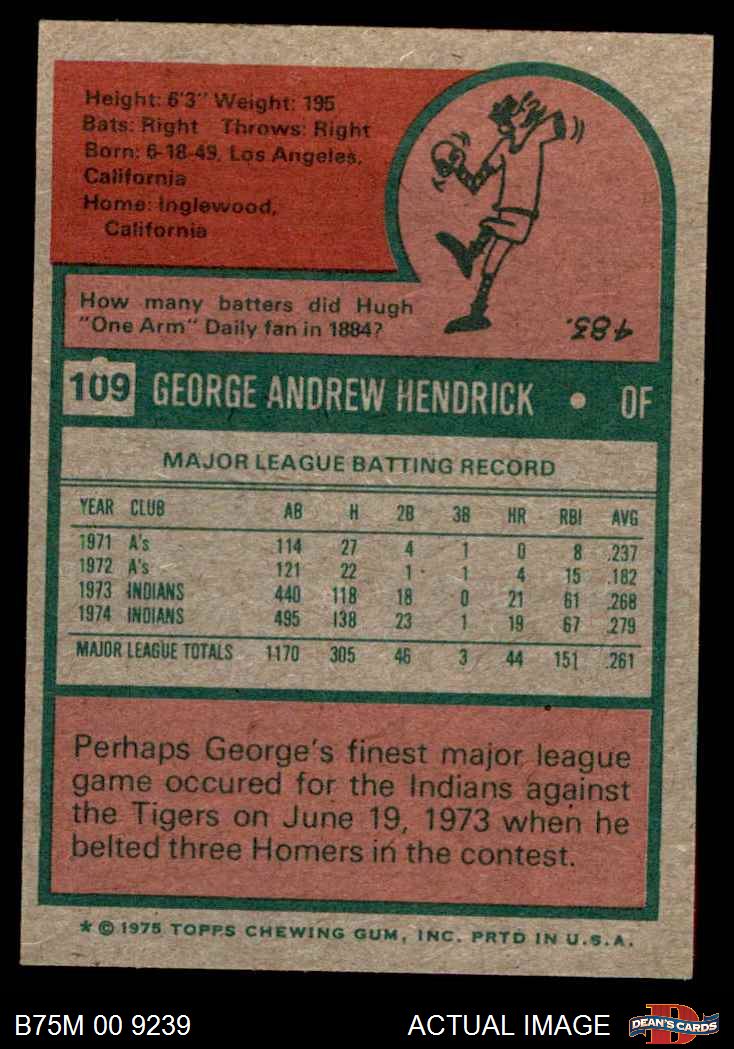 Height: 6'3" Weight: 195
Bats: Right Throws: Right
Born: 6-18-49, Los Angeles,
California
Home: Inglewood,
California
How many batters did Hugh
"One Arm" Daily fan in 1884?
483.
109 GEORGE ANDREW HENDRICK • OF
MAJOR LEAGUE BATTING RECORD
YEAR CLUB AB H 2B 3B HR RBI AVG
1971 A's 114 27 4 1 0 8 .237
1972 A's 121 22 1 1 4 15 .182
1973 INDIANS 440 118 18 0 21 61 .268
1974 INDIANS 495 138 23 1 19 67 .279
MAJOR LEAGUE TOTALS 1170 305 46 3 44 151 .261
Perhaps George's finest major league
game occured for the Indians against
the Tigers on June 19, 1973 when he
belted three Homers in the contest.
* © 1975 TOPPS CHEWING GUM, INC. PRTD IN U.S.A.
B75M 00 9239 ACTUAL IMAGE D DEAN'S CARDS